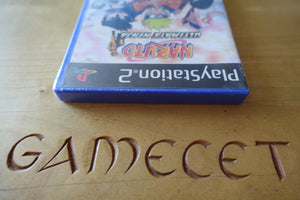 NARUTO
ULTIMATE NINJA
PlayStation.2
GAMECET